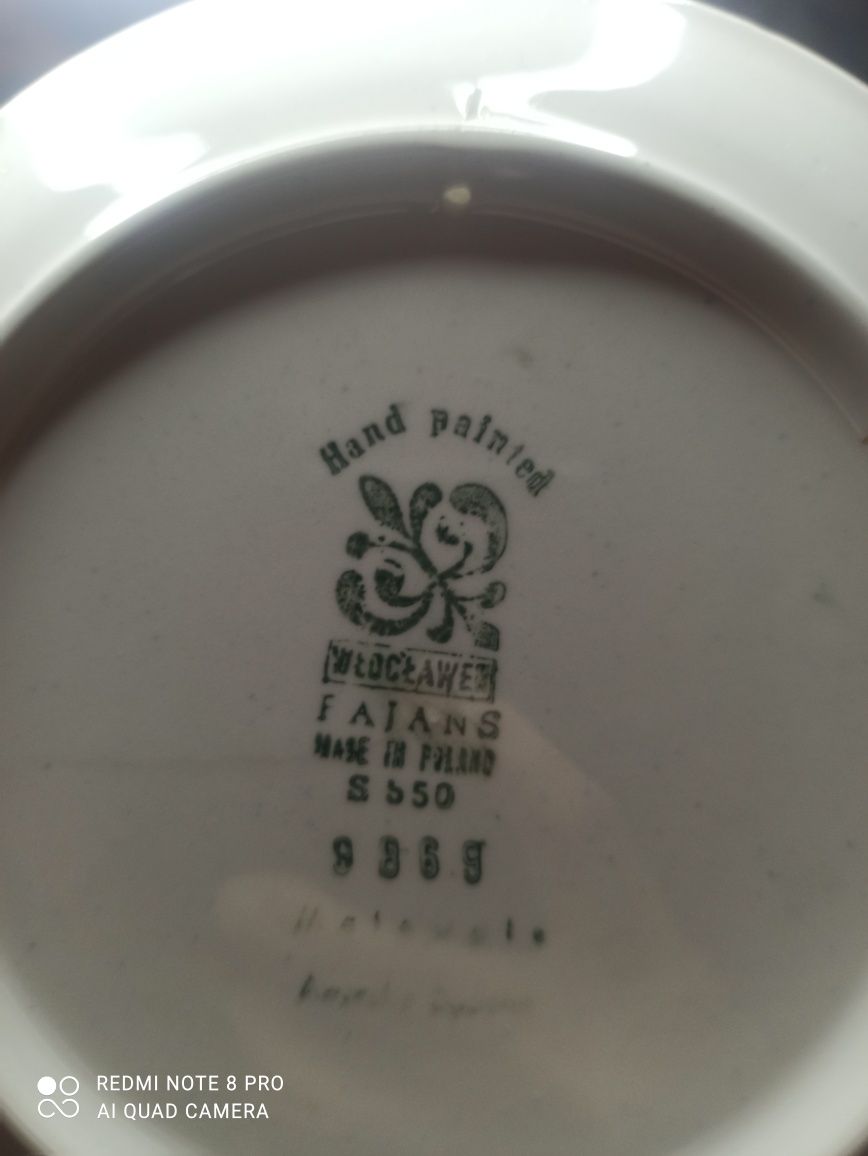 Hand painted
WŁOCŁAWEK
FAJANS
MADE IN POLAND
S 550
9869
REDMI NOTE 8 PRO
AI QUAD CAMERA